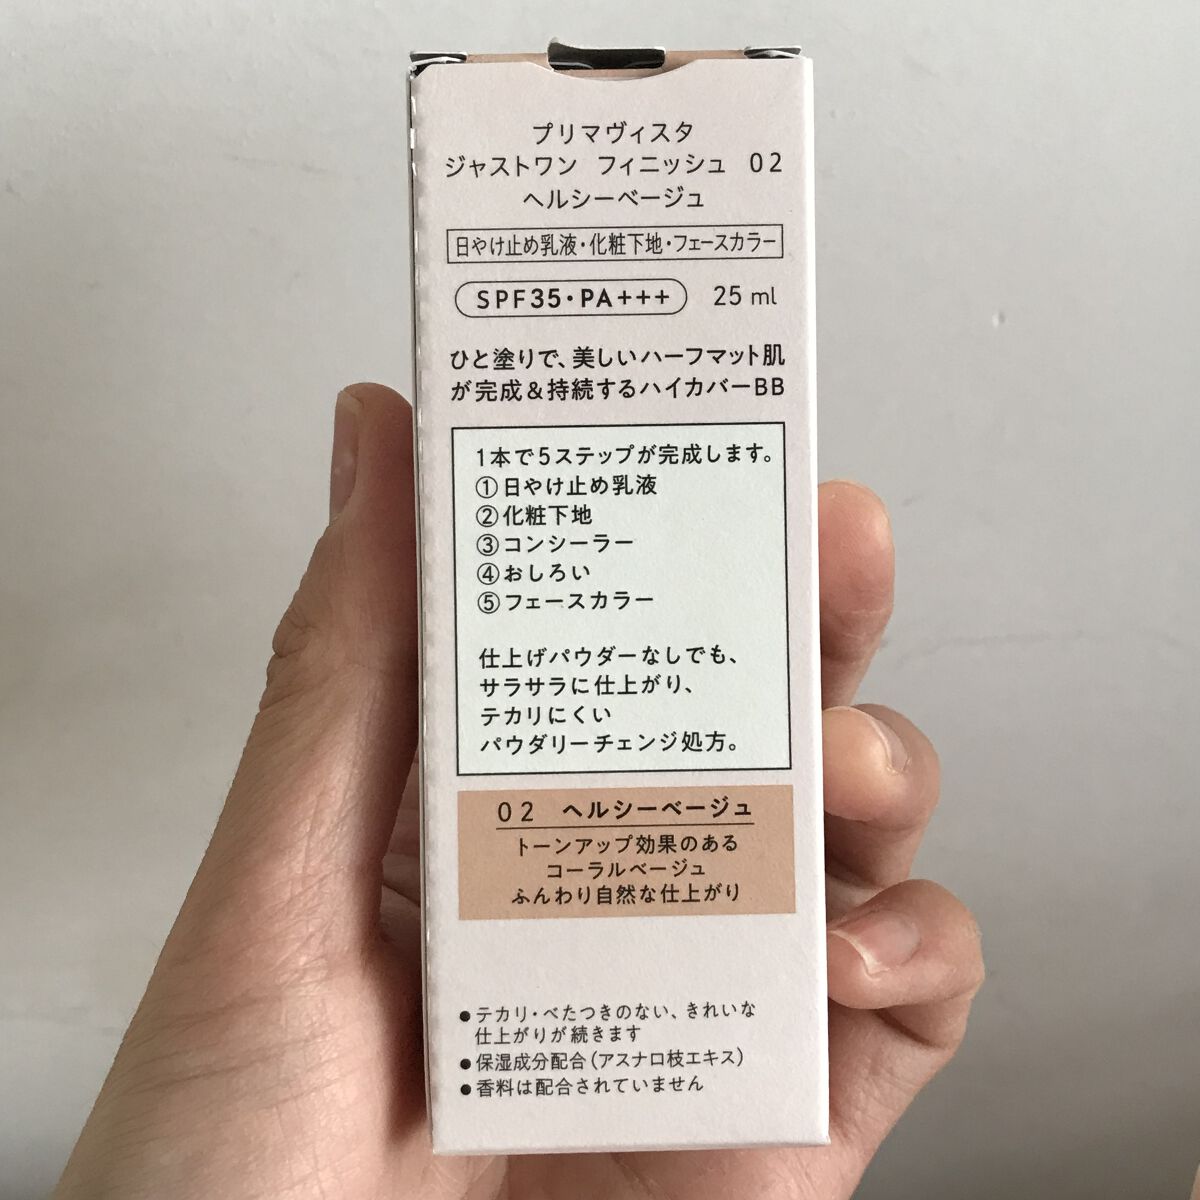 プリマヴィスタ
ジャストワン フィニッシュ 02
ヘルシーベージュ
日やけ止め乳液・化粧下地・フェースカラー
SPF35・PA+++ 25 ml
ひと塗りで、美しいハーフマット肌
が完成&持続するハイカバーBB
1本で5ステップが完成します。
①日やけ止め乳液
②化粧下地
③コンシーラー
④おしろい
⑤フェースカラー
仕上げパウダーなしでも、
サラサラに仕上がり、
テカリにくい
パウダリーチェンジ処方。
02 ヘルシーベージュ
トーンアップ効果のある
コーラルベージュ
ふんわり自然な仕上がり
●テカリ・べたつきのない、きれいな
仕上がりが続きます
●保湿成分配合(アスナロ枝エキス)
●香料は配合されていません